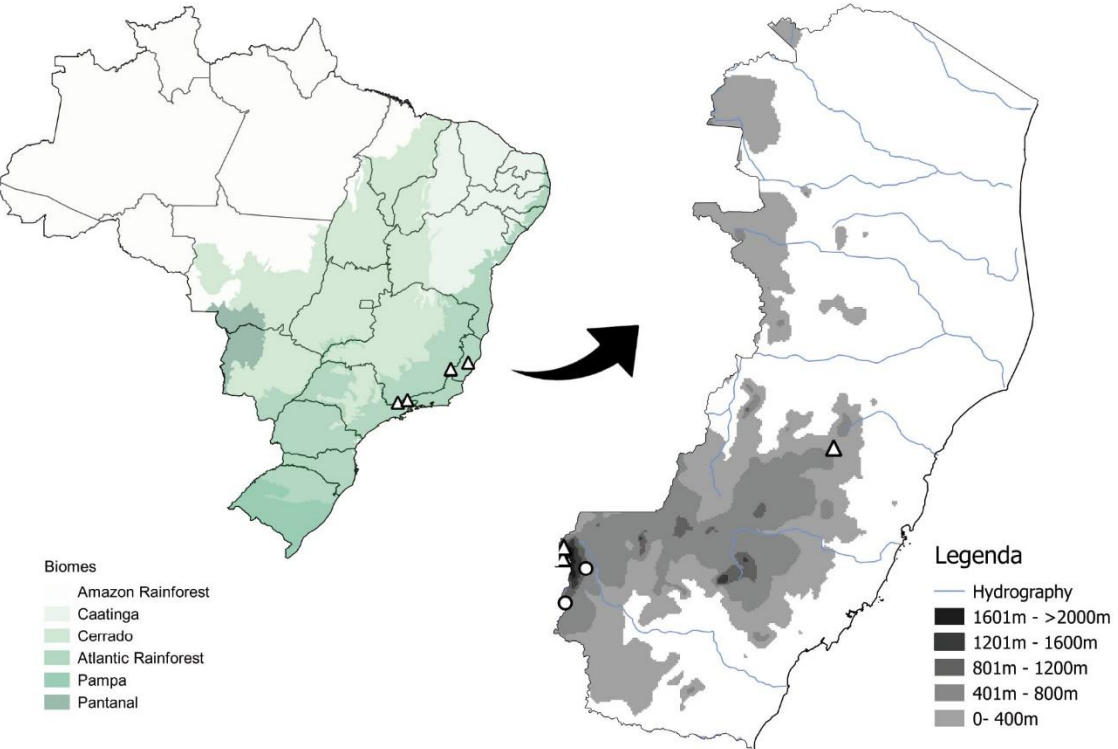 Biomes
Amazon Rainforest
Caatinga
Cerrado
Atlantic Rainforest
Pampa
Pantanal
Legenda
Hydrography
1601m - >2000m
1201m - 1600m
801m - 1200m
401m - 800m
0- 400m